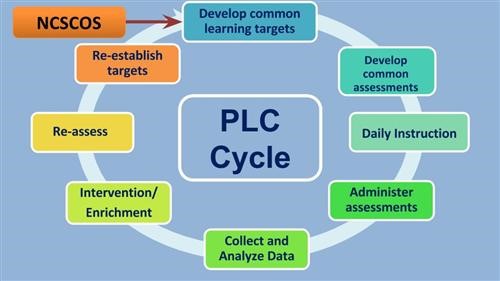 NCSCOS
Develop common
learning targets
Re-establish
targets
Develop
common
assessments
Re-assess
PLC
Cycle
Daily Instruction
Intervention/
Enrichment
Administer
assessments
Collect and
Analyze Data